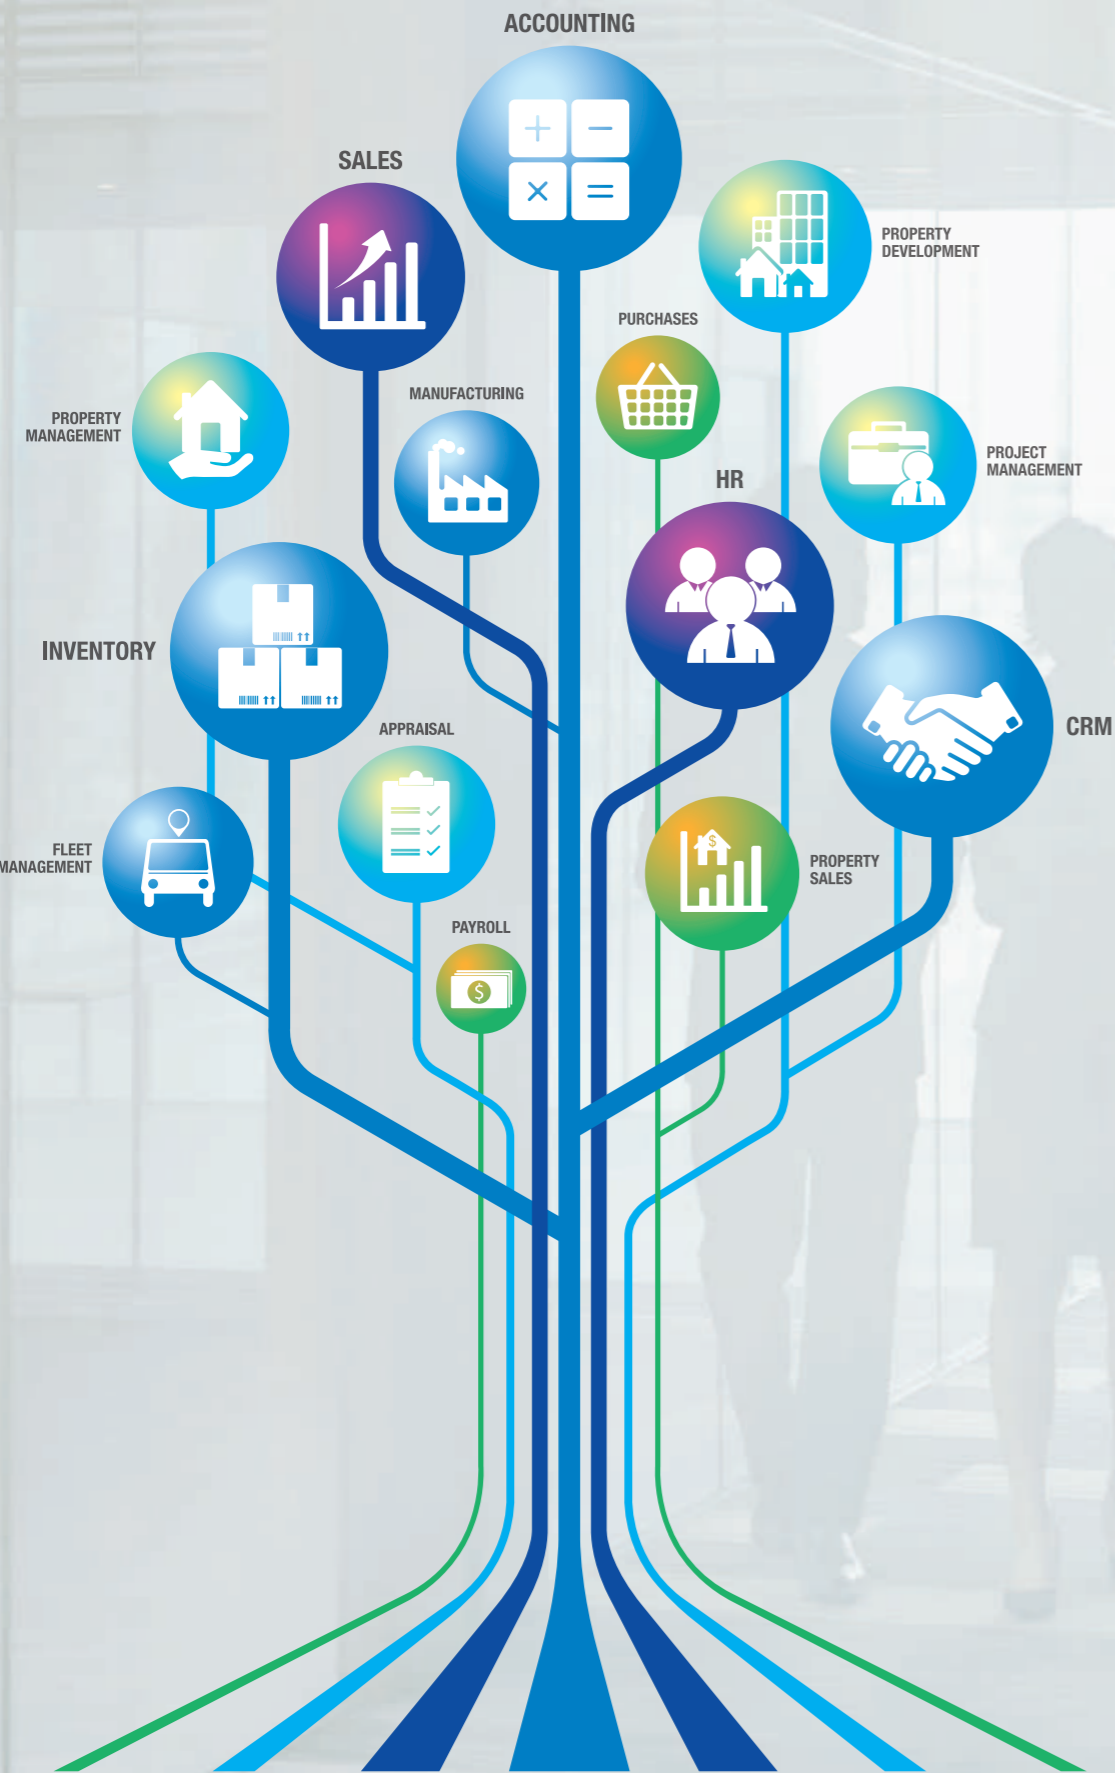 ACCOUNTING
SALES
PROPERTY
DEVELOPMENT
PURCHASES
MANUFACTURING
PROPERTY
MANAGEMENT
PROJECT
MANAGEMENT
HR
INVENTORY
CRM
APPRAISAL
FLEET
MANAGEMENT
PROPERTY
SALES
PAYROLL